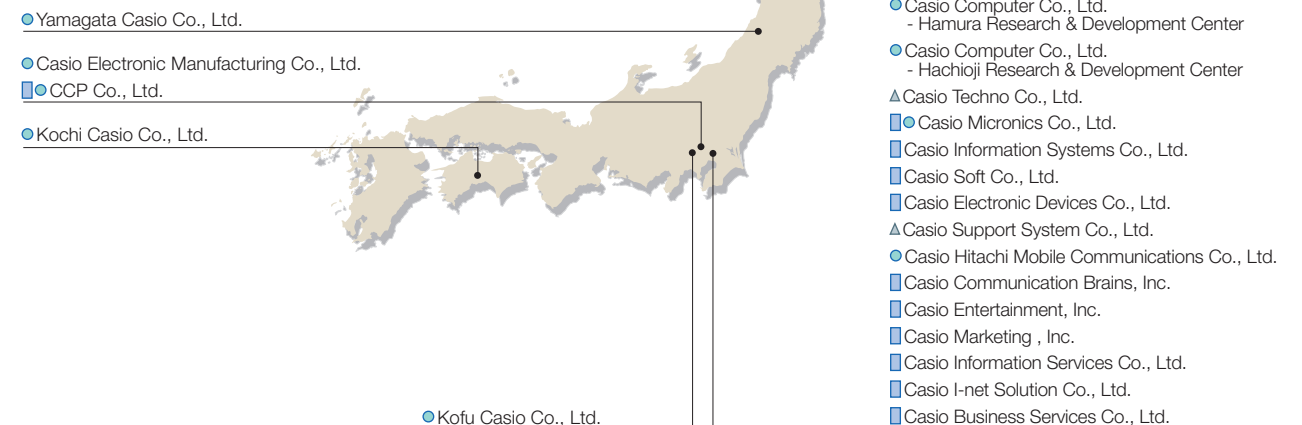 Yamagata Casio Co., Ltd.
Casio Electronic Manufacturing Co., Ltd.
CCP Co., Ltd.
Kochi Casio Co., Ltd.
Kofu Casio Co., Ltd.
Casio Computer Co., Ltd.
- Hamura Research & Development Center
Casio Computer Co., Ltd.
- Hachioji Research & Development Center
Casio Techno Co., Ltd.
Casio Micronics Co., Ltd.
Casio Information Systems Co., Ltd.
Casio Soft Co., Ltd.
Casio Electronic Devices Co., Ltd.
Casio Support System Co., Ltd.
Casio Hitachi Mobile Communications Co., Ltd.
Casio Communication Brains, Inc.
Casio Entertainment, Inc.
Casio Marketing , Inc.
Casio Information Services Co., Ltd.
Casio I-net Solution Co., Ltd.
Casio Business Services Co., Ltd.